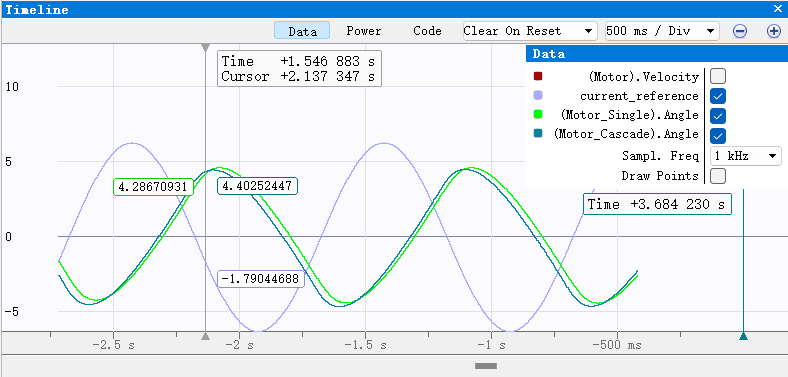 Timeline
Data Power Code Clear On Reset 500 ms / Div
Time +1.546 883 s
Cursor +2.137 347 s
Data
(Motor).Velocity
current_reference
(Motor_Single).Angle
(Motor_Cascade).Angle
Sampl. Freq 1 kHz
Draw Points
Time +3.684 230 s
10
5
0
-5
4.28670931
4.40252447
-1.79044688
-2.5 s -2 s -1.5 s -1 s -500 ms